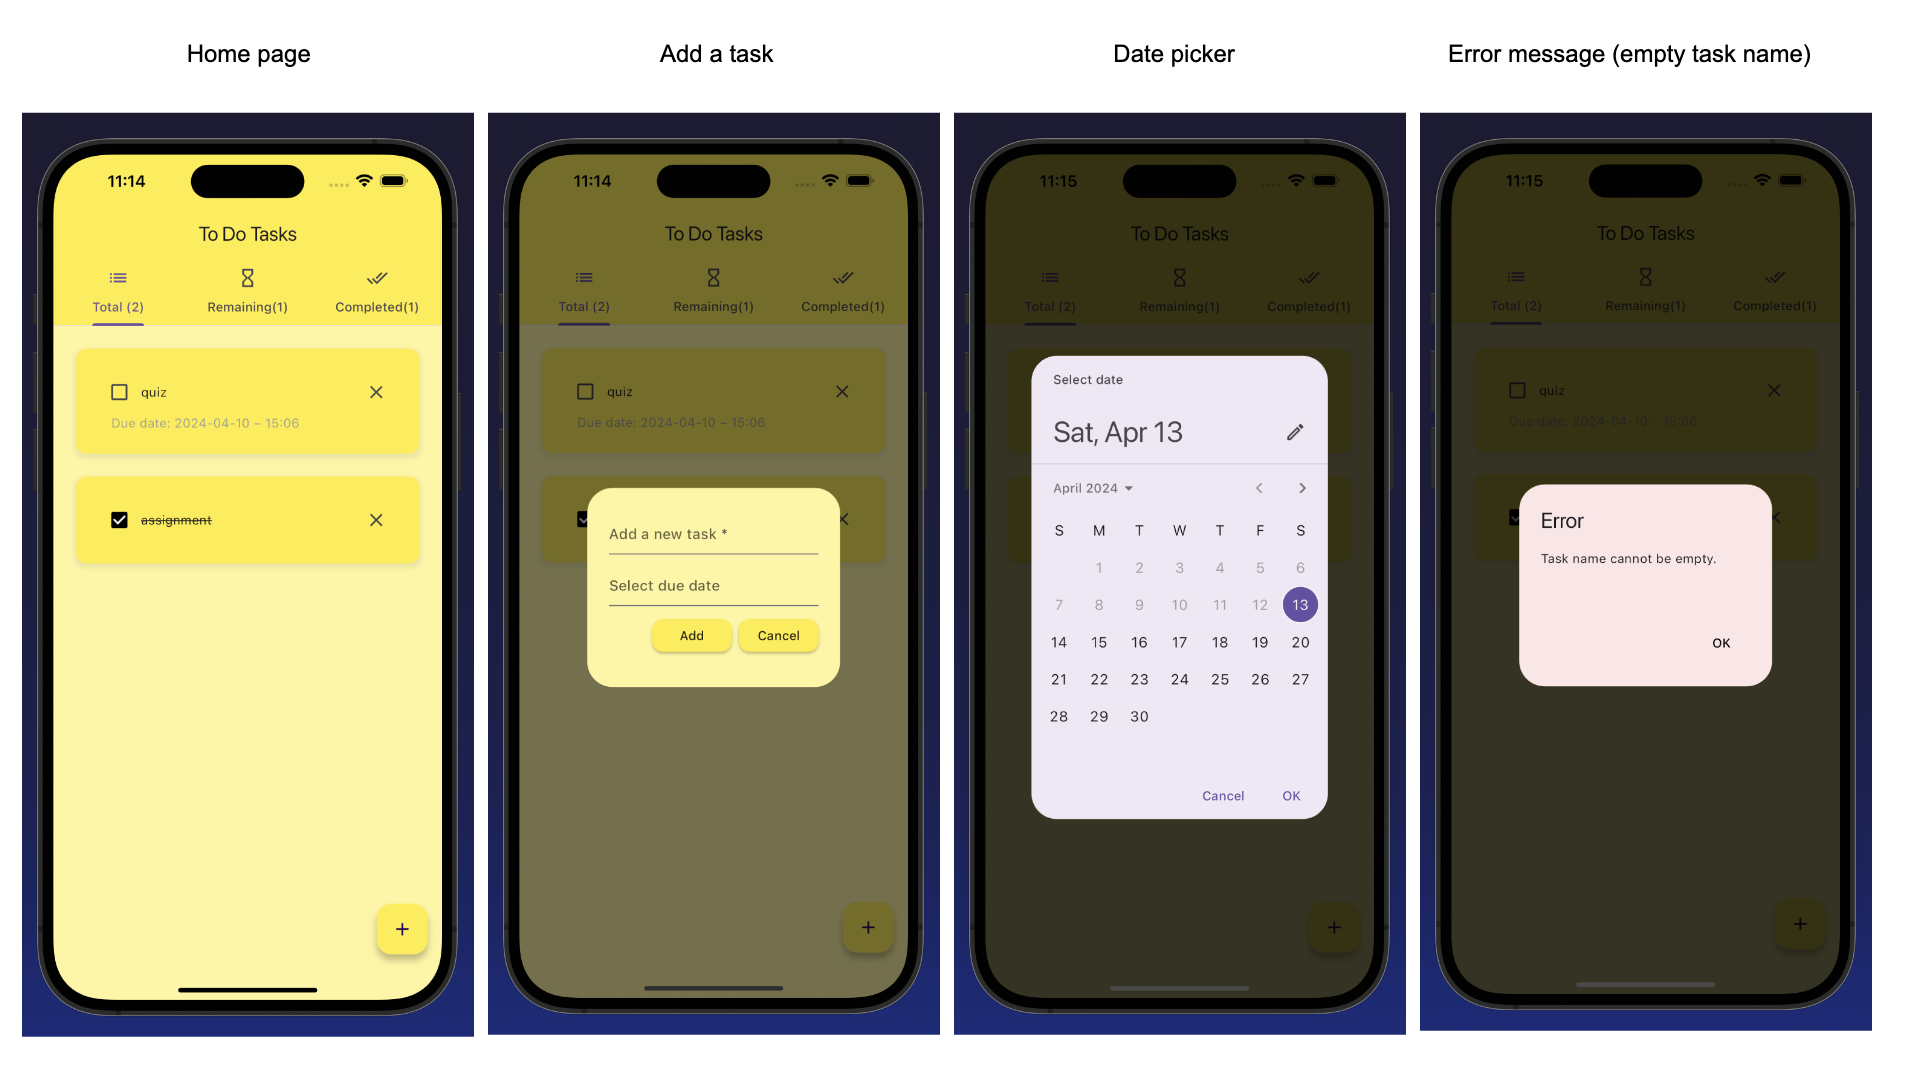 Home page
Add a task
Date picker
Error message (empty task name)
11:14
To Do Tasks
Total (2)
Remaining(1)
Completed(1)
quiz
Due date: 2024-04-10 – 15:06
assignment
+
11:14
To Do Tasks
Total (2)
Remaining(1)
Completed(1)
quiz
Due date: 2024-04-10 – 15:06
Add a new task *
Select due date
Add Cancel
+
11:15
To Do Tasks
Total (2)
Remaining(1)
Completed(1)
Select date
Sat, Apr 13
April 2024
S M T W T F S
1 2 3 4 5 6
7 8 9 10 11 12 13
14 15 16 17 18 19 20
21 22 23 24 25 26 27
28 29 30
Cancel OK
+
11:15
To Do Tasks
Total (2)
Remaining(1)
Completed(1)
quiz
Due date: 2024-04-10 – 15:06
Error
Task name cannot be empty.
OK
+